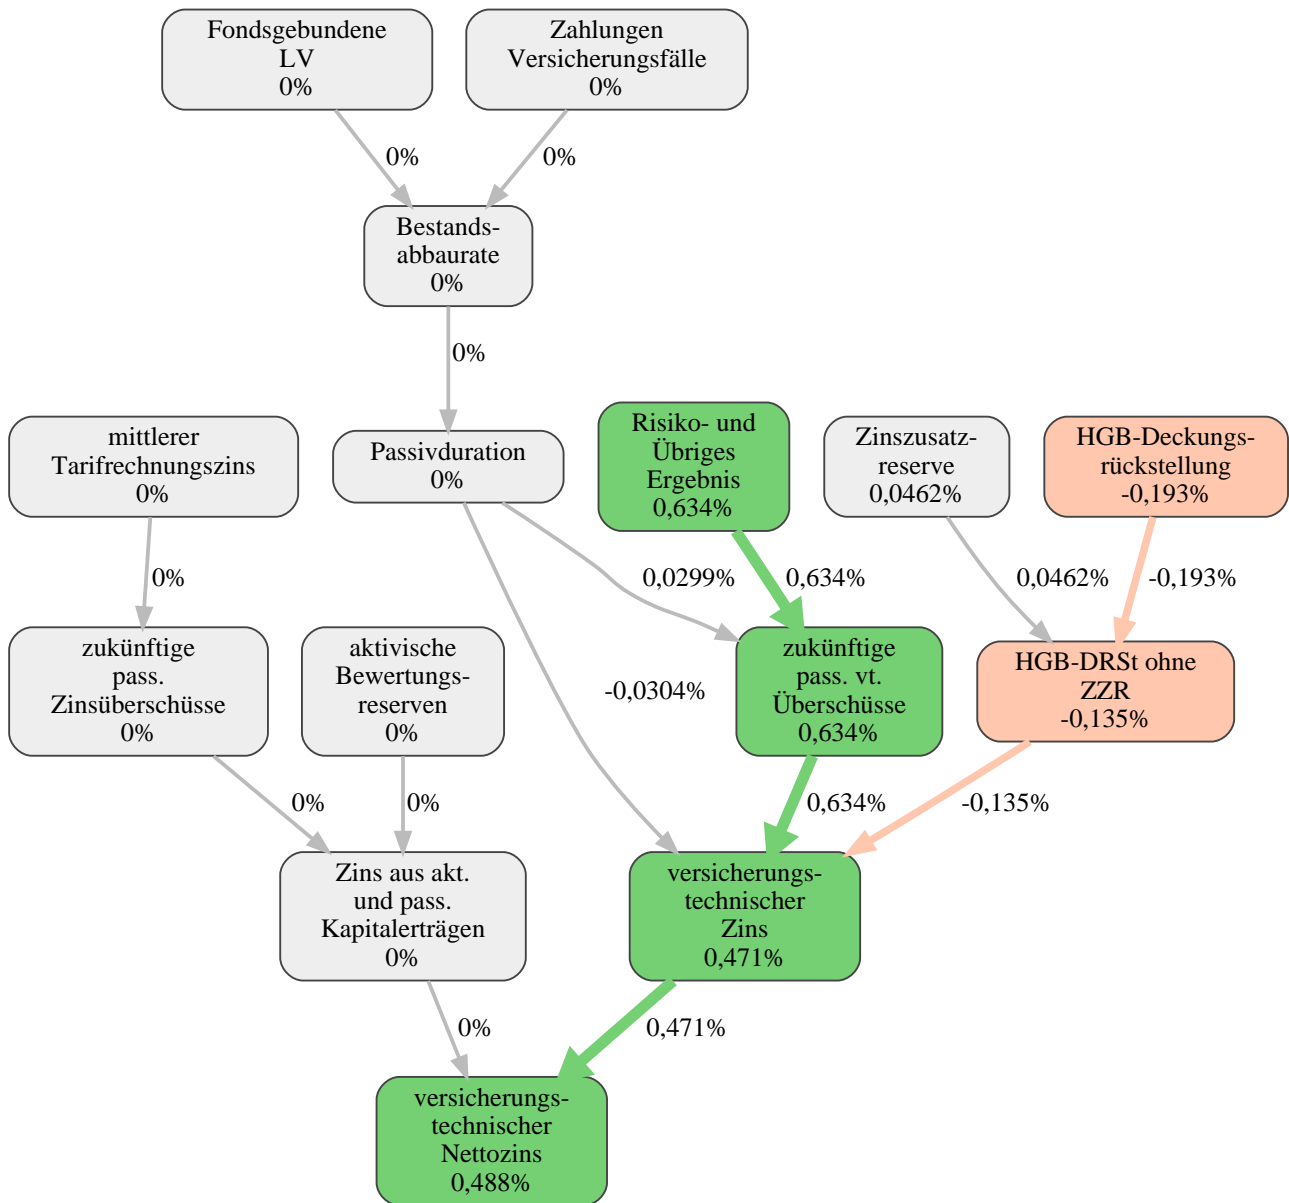 Fondsgebundene
LV
0%
Zahlungen
Versicherungsfälle
0%
0%
0%
Bestands-
abbaurate
0%
0%
mittlerer
Tarifrechnungszins
0%
Passivduration
0%
Risiko- und
Übriges
Ergebnis
0,634%
Zinszusatz-
reserve
0,0462%
HGB-Deckungs-
rückstellung
-0,193%
0%
0,0299%
0,634%
0,0462%
-0,193%
zukünftige
pass.
Zinsüberschüsse
0%
aktivische
Bewertungs-
reserven
0%
-0,0304%
zukünftige
pass. vt.
Überschüsse
0,634%
HGB-DRSt ohne
ZZR
-0,135%
0%
0%
0,634%
-0,135%
Zins aus akt.
und pass.
Kapitalerträgen
0%
versicherungs-
technischer
Zins
0,471%
0%
0,471%
versicherungs-
technischer
Nettozins
0,488%